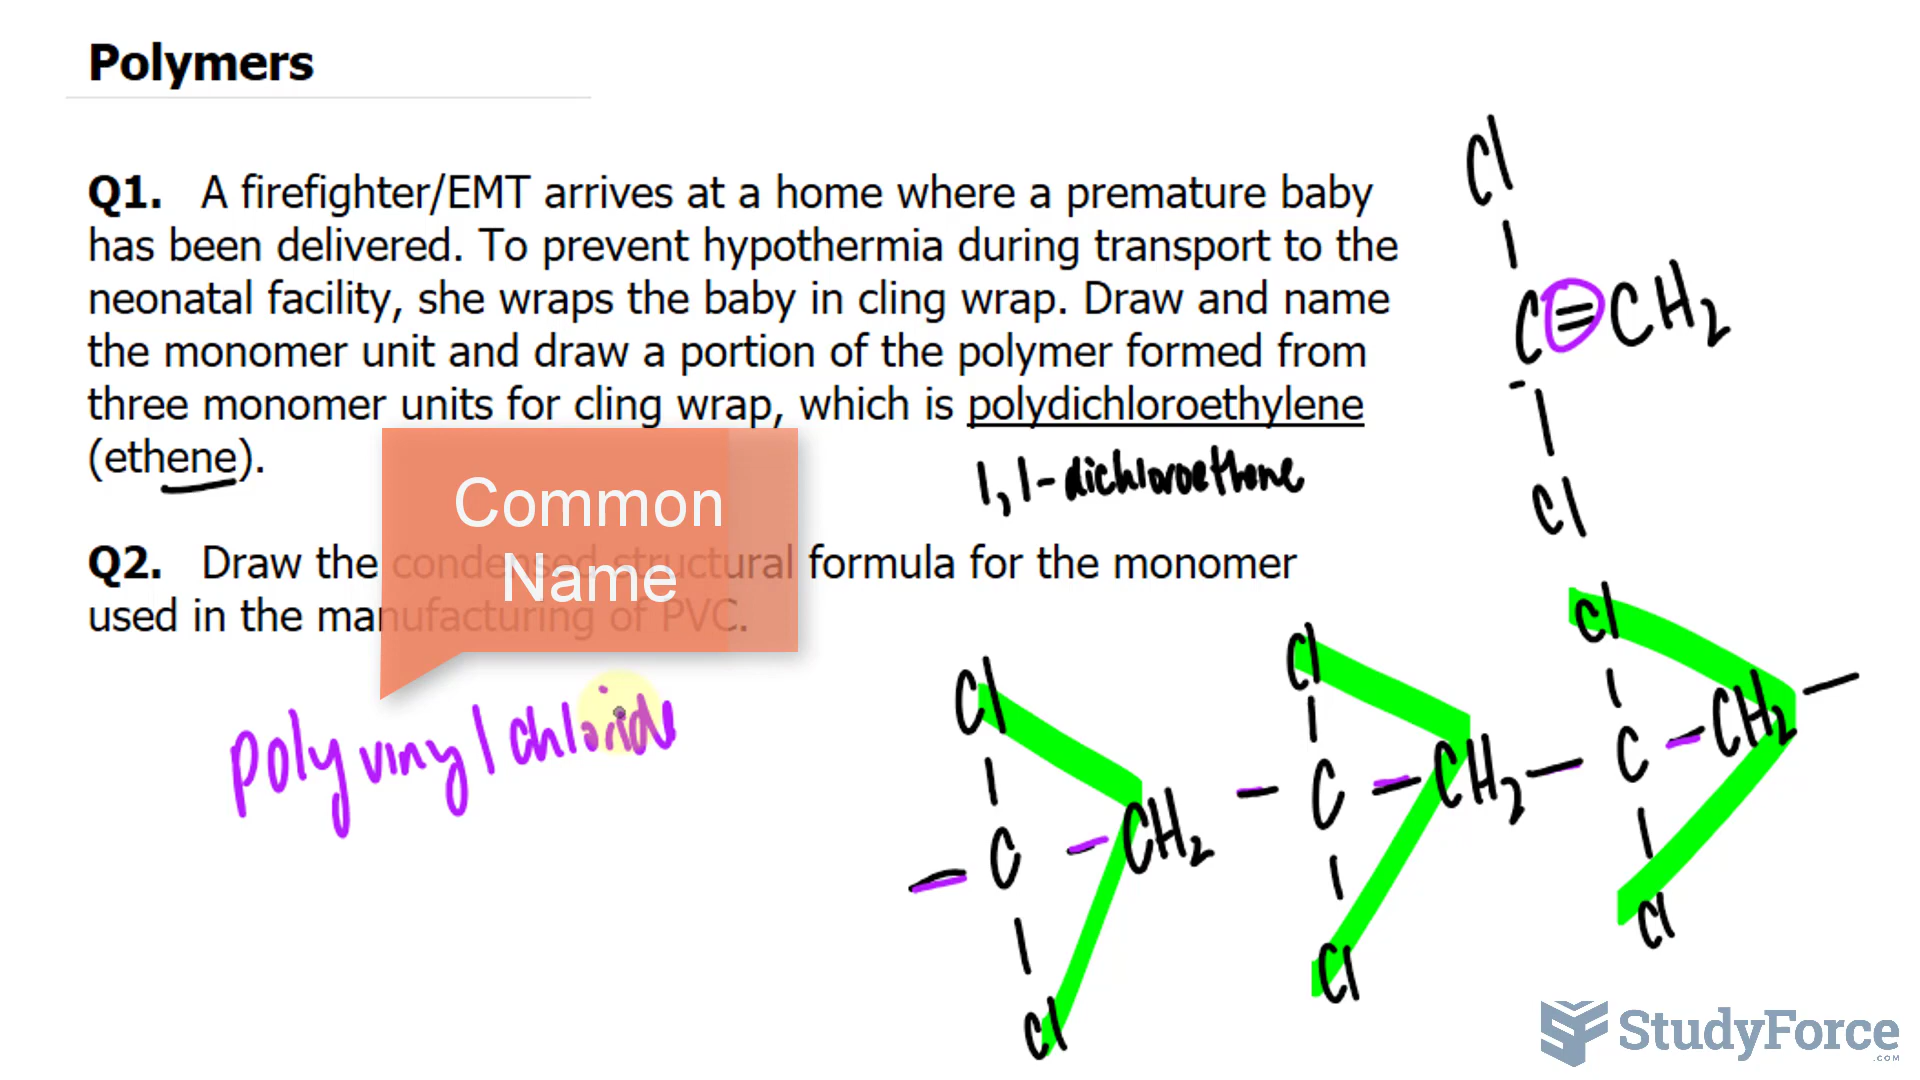 Polymers
Q1. A firefighter/EMT arrives at a home where a premature baby
has been delivered. To prevent hypothermia during transport to the
neonatal facility, she wraps the baby in cling wrap. Draw and name
the monomer unit and draw a portion of the polymer formed from
three monomer units for cling wrap, which is polydichloroethylene
(ethene).
1,1-dichloroethene
Cl
C=CH2
Cl
Common
Name
Q2. Draw the condensed structural formula for the monomer
used in the manufacturing of PVC.
polyvinyl chloride
Cl Cl Cl
— C — CH2 — C — CH2 — C — CH2 —
Cl Cl Cl
StudyForce
.COM